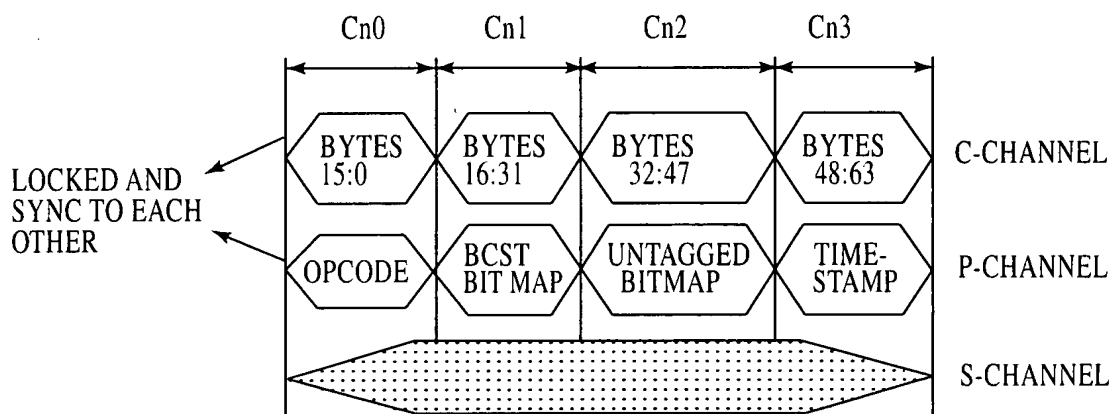 Cn0 Cn1 Cn2 Cn3
BYTES 15:0
BYTES 16:31
BYTES 32:47
BYTES 48:63
C-CHANNEL
LOCKED AND
SYNC TO EACH
OTHER
OPCODE
BCST
BIT MAP
UNTAGGED
BITMAP
TIME-
STAMP
P-CHANNEL
S-CHANNEL